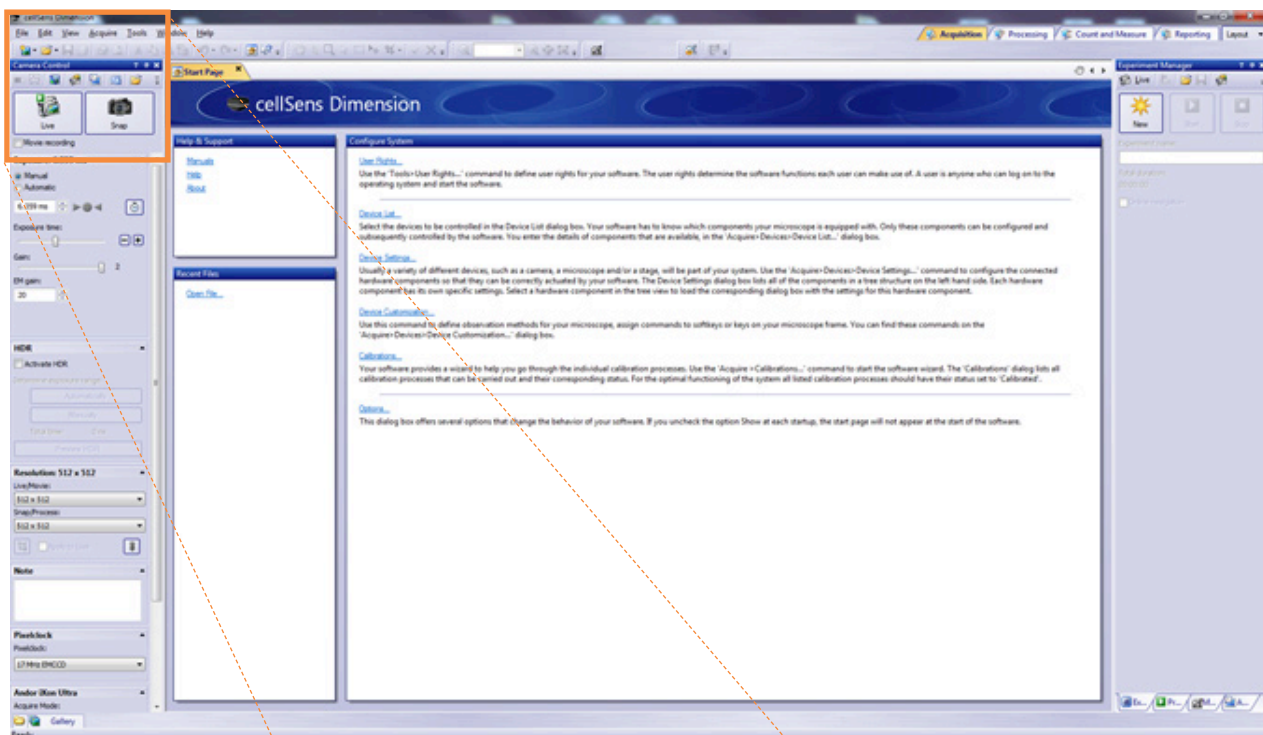 cellSens Dimension
File Edit View Acquire Tools Window Help
Acquisition Processing Count and Measure Reporting Layout
Camera Control
Start Page
Experiment Manager
Live
Live Snap
New Start Stop
cellSens Dimension
Movie recording
Help & Support
Configure System
Experiment name:
Manual
Automatic
Manuals
Help
About
User Rights...
Use the 'Tools>User Rights...' command to define user rights for your software. The user rights determine the software functions each user can make use of. A user is anyone who can log on to the
operating system and start the software.
6.059 ms
Exposure time:
Device List...
Select the devices to be controlled in the Device List dialog box. Your software has to know which components your microscope is equipped with. Only these components can be configured and
subsequently controlled by the software. You enter the details of components that are available, in the 'Acquire>Devices>Device List...' dialog box.
Gain:
2
EM gain:
20
Recent Files
Open File...
Device Settings...
Usually a variety of different devices, such as a camera, a microscope and/or a stage, will be part of your system. Use the 'Acquire>Devices>Device Settings...' command to configure the connected
hardware components so that they can be correctly actuated by your software. The Device Settings dialog box lists all of the components in a tree structure on the left hand side. Each hardware
component has its own specific settings. Select a hardware component in the tree view to load the corresponding dialog box with the settings for this hardware component.
Device Customization...
Use this command to define observation methods for your microscope, assign commands to softkeys or keys on your microscope frame. You can find these commands on the
'Acquire>Devices>Device Customization...' dialog box.
HDR
Activate HDR
Determine exposure range:
Automatically
Manually
Calibrations...
Your software provides a wizard to help you go through the individual calibration processes. Use the 'Acquire >Calibrations...' command to start the software wizard. The 'Calibrations' dialog lists all
calibration processes that can be carried out and their corresponding status. For the optimal functioning of the system all listed calibration processes should have their status set to 'Calibrated'.
Options...
This dialog box offers several options that change the behavior of your software. If you uncheck the option Show at each startup, the start page will not appear at the start of the software.
Resolution: 512 x 512
Live/Movie:
512 x 512
Snap/Process:
512 x 512
Note
Pixelclock
Pixelclock:
17 MHz EMCCD
Andor iXon Ultra
Acquire Mode:
Gallery
Ex... Pr... M... A...
Ready